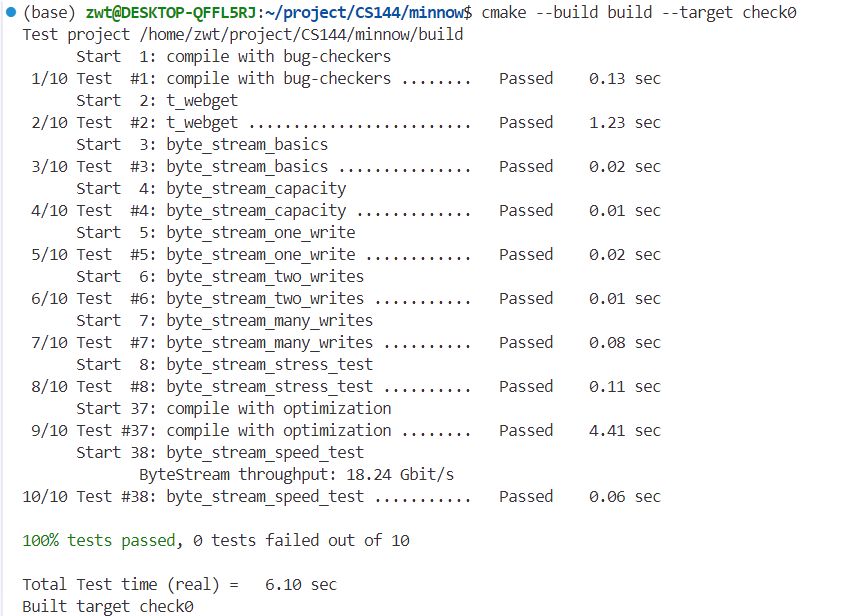 (base) zwt@DESKTOP-QFFL5RJ:~/project/CS144/minnow$ cmake --build build --target check0
Test project /home/zwt/project/CS144/minnow/build
      Start  1: compile with bug-checkers
 1/10 Test  #1: compile with bug-checkers ........   Passed    0.13 sec
      Start  2: t_webget
 2/10 Test  #2: t_webget .........................   Passed    1.23 sec
      Start  3: byte_stream_basics
 3/10 Test  #3: byte_stream_basics ...............   Passed    0.02 sec
      Start  4: byte_stream_capacity
 4/10 Test  #4: byte_stream_capacity .............   Passed    0.01 sec
      Start  5: byte_stream_one_write
 5/10 Test  #5: byte_stream_one_write ............   Passed    0.02 sec
      Start  6: byte_stream_two_writes
 6/10 Test  #6: byte_stream_two_writes ...........   Passed    0.01 sec
      Start  7: byte_stream_many_writes
 7/10 Test  #7: byte_stream_many_writes ..........   Passed    0.08 sec
      Start  8: byte_stream_stress_test
 8/10 Test  #8: byte_stream_stress_test ..........   Passed    0.11 sec
      Start 37: compile with optimization
 9/10 Test #37: compile with optimization ........   Passed    4.41 sec
      Start 38: byte_stream_speed_test
             ByteStream throughput: 18.24 Gbit/s
10/10 Test #38: byte_stream_speed_test ...........   Passed    0.06 sec

100% tests passed, 0 tests failed out of 10

Total Test time (real) =   6.10 sec
Built target check0